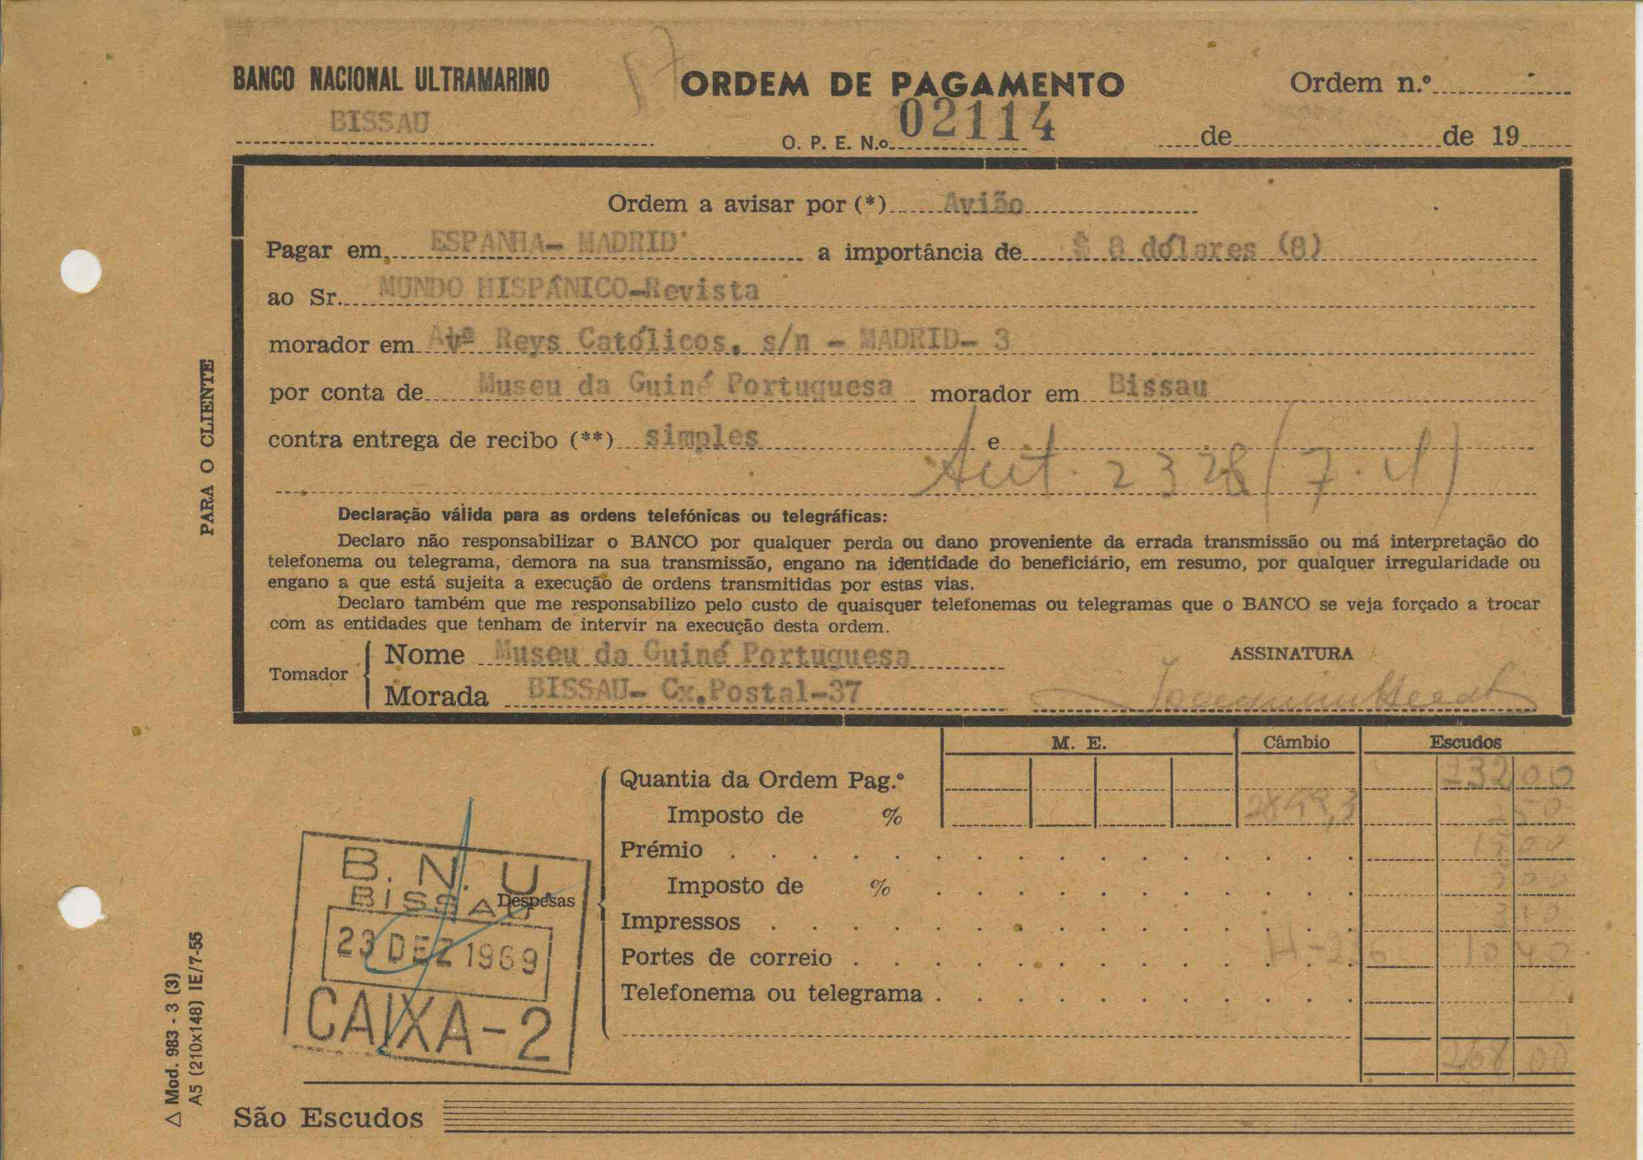 BANCO NACIONAL ULTRAMARINO
ORDEM DE PAGAMENTO
Ordem n.º
BISSAU
O. P. E. N.º 02114
de de 19
Ordem a avisar por (*) Avião
Pagar em, ESPANHA- MADRID a importância de $ 8 dólares (8)
ao Sr. MUNDO HISPÂNICO-Revista
morador em Avª Reys Católicos. s/n - MADRID- 3
por conta de Museu da Guiné Portuguesa morador em Bissau
contra entrega de recibo (**) simples e
Aut. 2328
Declaração válida para as ordens telefónicas ou telegráficas:
Declaro não responsabilizar o BANCO por qualquer perda ou dano proveniente da errada transmissão ou má interpretação do
telefonema ou telegrama, demora na sua transmissão, engano na identidade do beneficiário, em resumo, por qualquer irregularidade ou
engano a que está sujeita a execução de ordens transmitidas por estas vias.
Declaro também que me responsabilizo pelo custo de quaisquer telefonemas ou telegramas que o BANCO se veja forçado a trocar
com as entidades que tenham de intervir na execução desta ordem.
Tomador
Nome Museu da Guiné Portuguesa
Morada BISSAU- Cx.Postal-37
ASSINATURA
PARA O CLIENTE
M. E. Câmbio Escudos
Quantia da Ordem Pag.º 232 00
Imposto de %
Prémio
Imposto de %
Despesas
Impressos
Portes de correio 10 40
Telefonema ou telegrama
268 00
B. N. U.
BISSAU
23 DEZ 1969
CAIXA-2
São Escudos
△ Mod. 983 - 3 (3)
A5 (210x148) IE/7-55